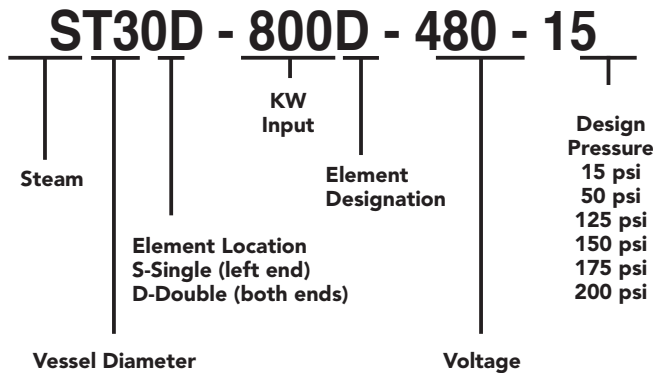 ST30D - 800D - 480 - 15
KW
Input
Design
Pressure
15 psi
50 psi
125 psi
150 psi
175 psi
200 psi
Steam
Element
Designation
Element Location
S-Single (left end)
D-Double (both ends)
Vessel Diameter
Voltage